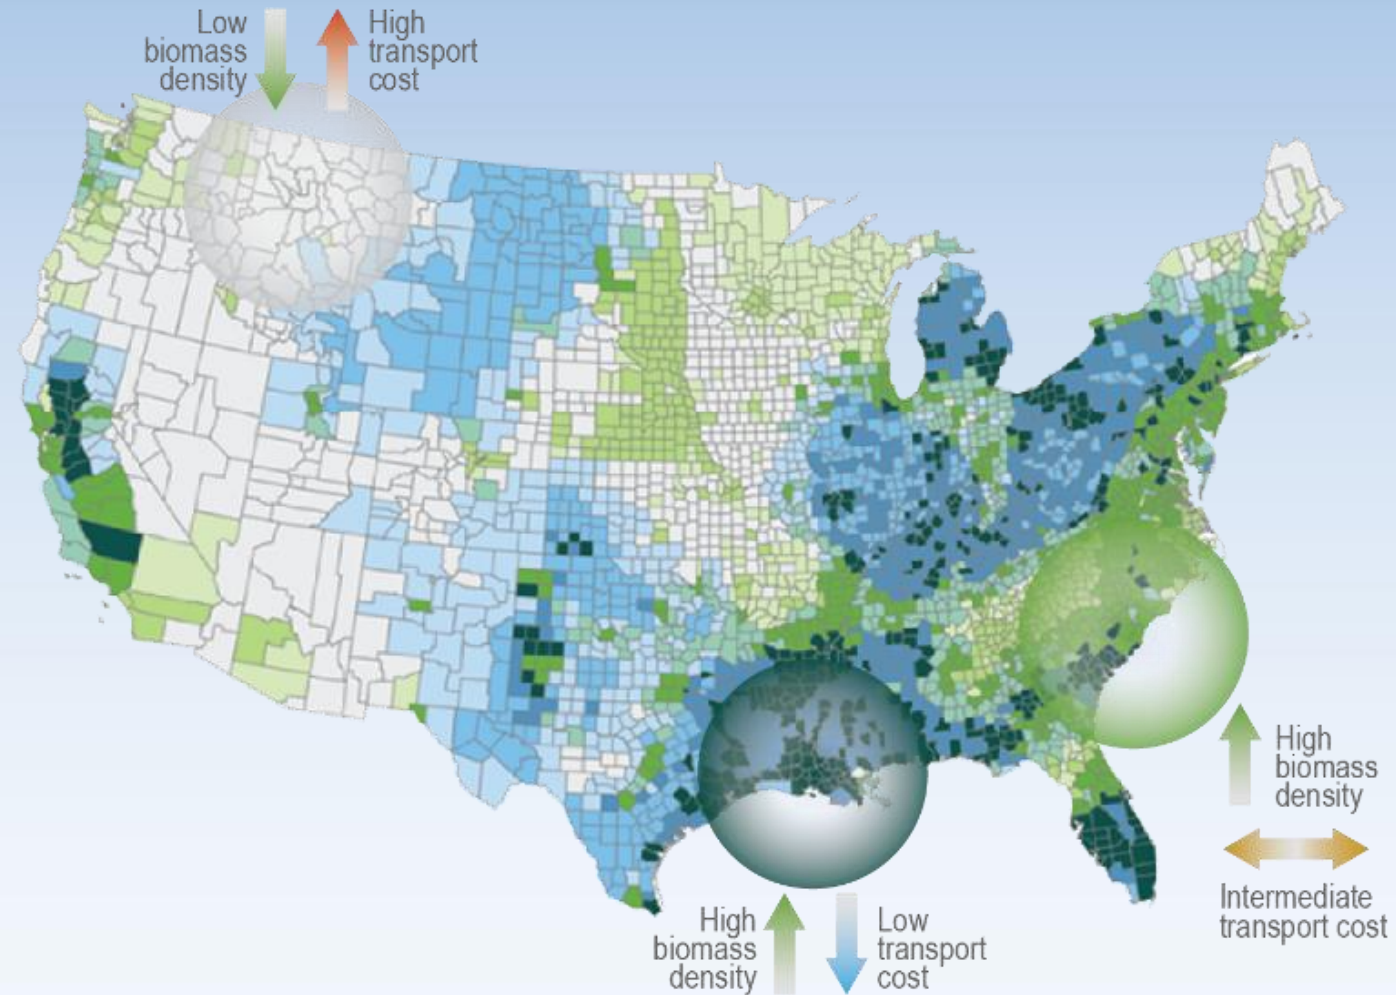 Low
biomass
density
High
transport
cost
High
biomass
density
Intermediate
transport cost
High
biomass
density
Low
transport
cost